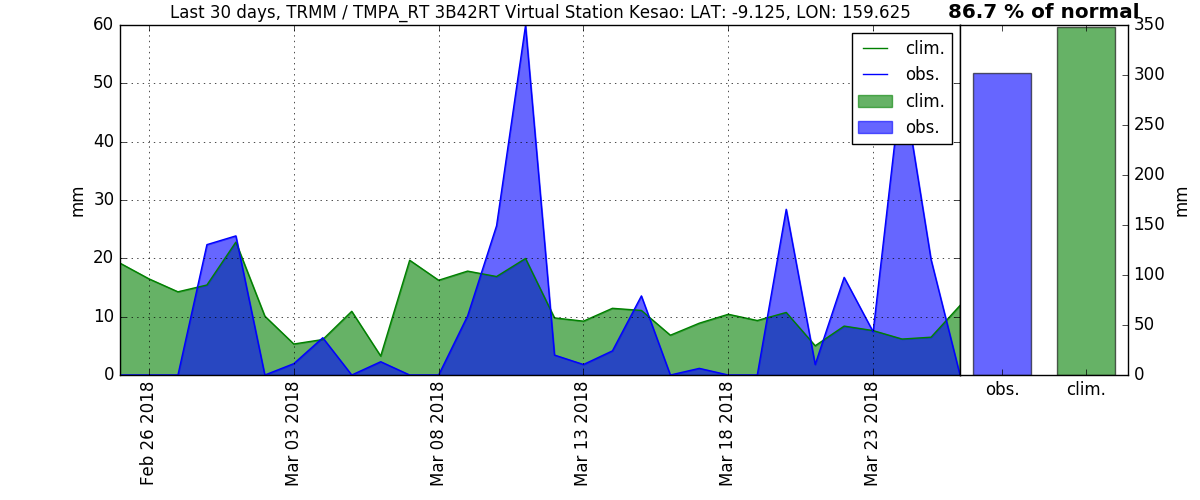 Last 30 days, TRMM / TMPA_RT 3B42RT Virtual Station Kesao: LAT: -9.125, LON: 159.625
86.7 % of normal
60
50
40
30
20
10
0
mm
clim.
obs.
clim.
obs.
350
300
250
200
150
100
50
0
mm
obs.
clim.
Feb 26 2018
Mar 03 2018
Mar 08 2018
Mar 13 2018
Mar 18 2018
Mar 23 2018